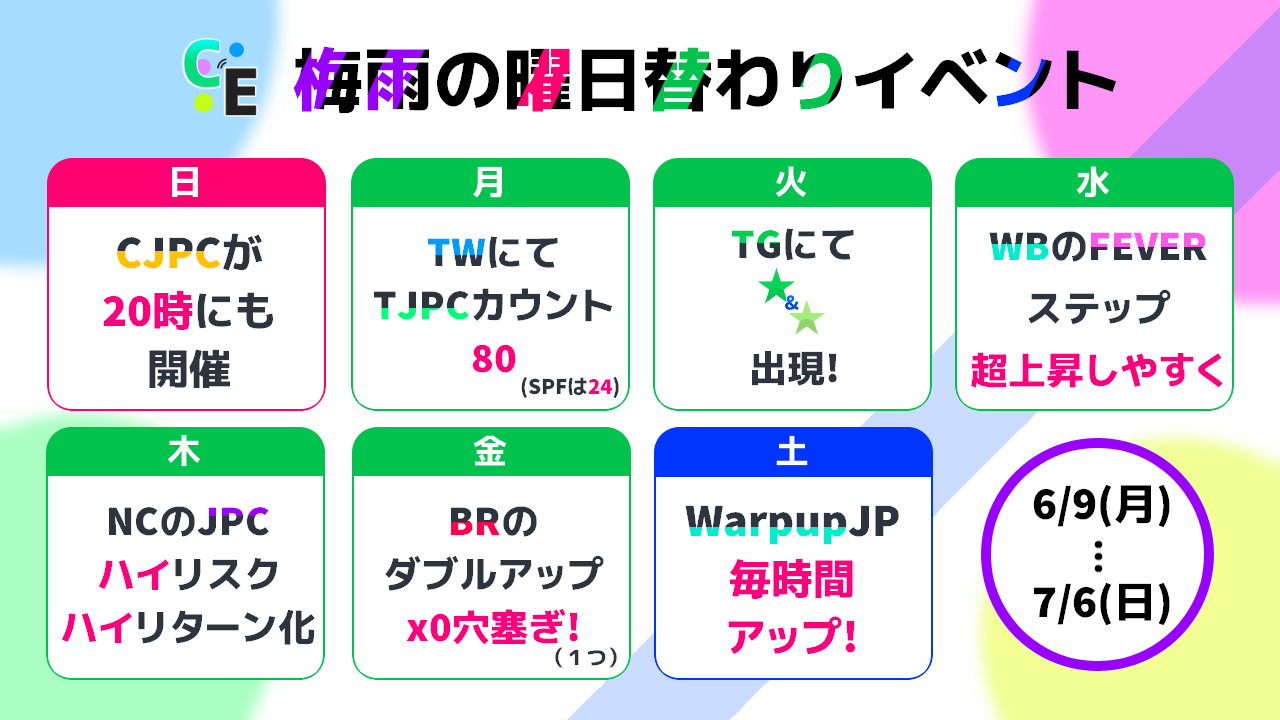 CE
梅雨の曜日替わりイベント
日
CJPCが
20時にも
開催
月
TWにて
TJPCカウント
80
(SPFは24)
火
TGにて
&
出現!
水
WBのFEVER
ステップ
超上昇しやすく
木
NCのJPC
ハイリスク
ハイリターン化
金
BRの
ダブルアップ
x0穴塞ぎ!
(1つ)
土
WarpupJP
毎時間
アップ!
6/9(月)
⋮
7/6(日)